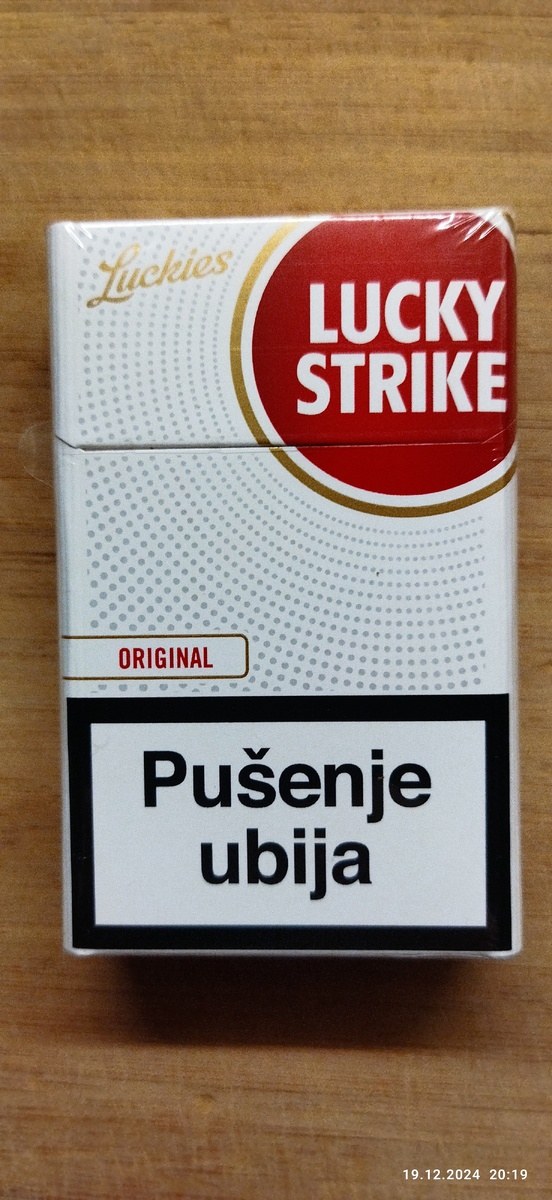 Luckies
LUCKY
STRIKE
ORIGINAL
Pušenje
ubija
19.12.2024 20:19